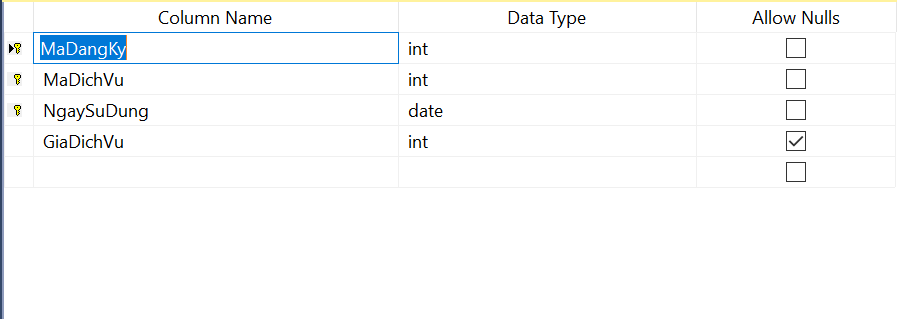 Column Name Data Type Allow Nulls
MaDangKy int
MaDichVu int
NgaySuDung date
GiaDichVu int